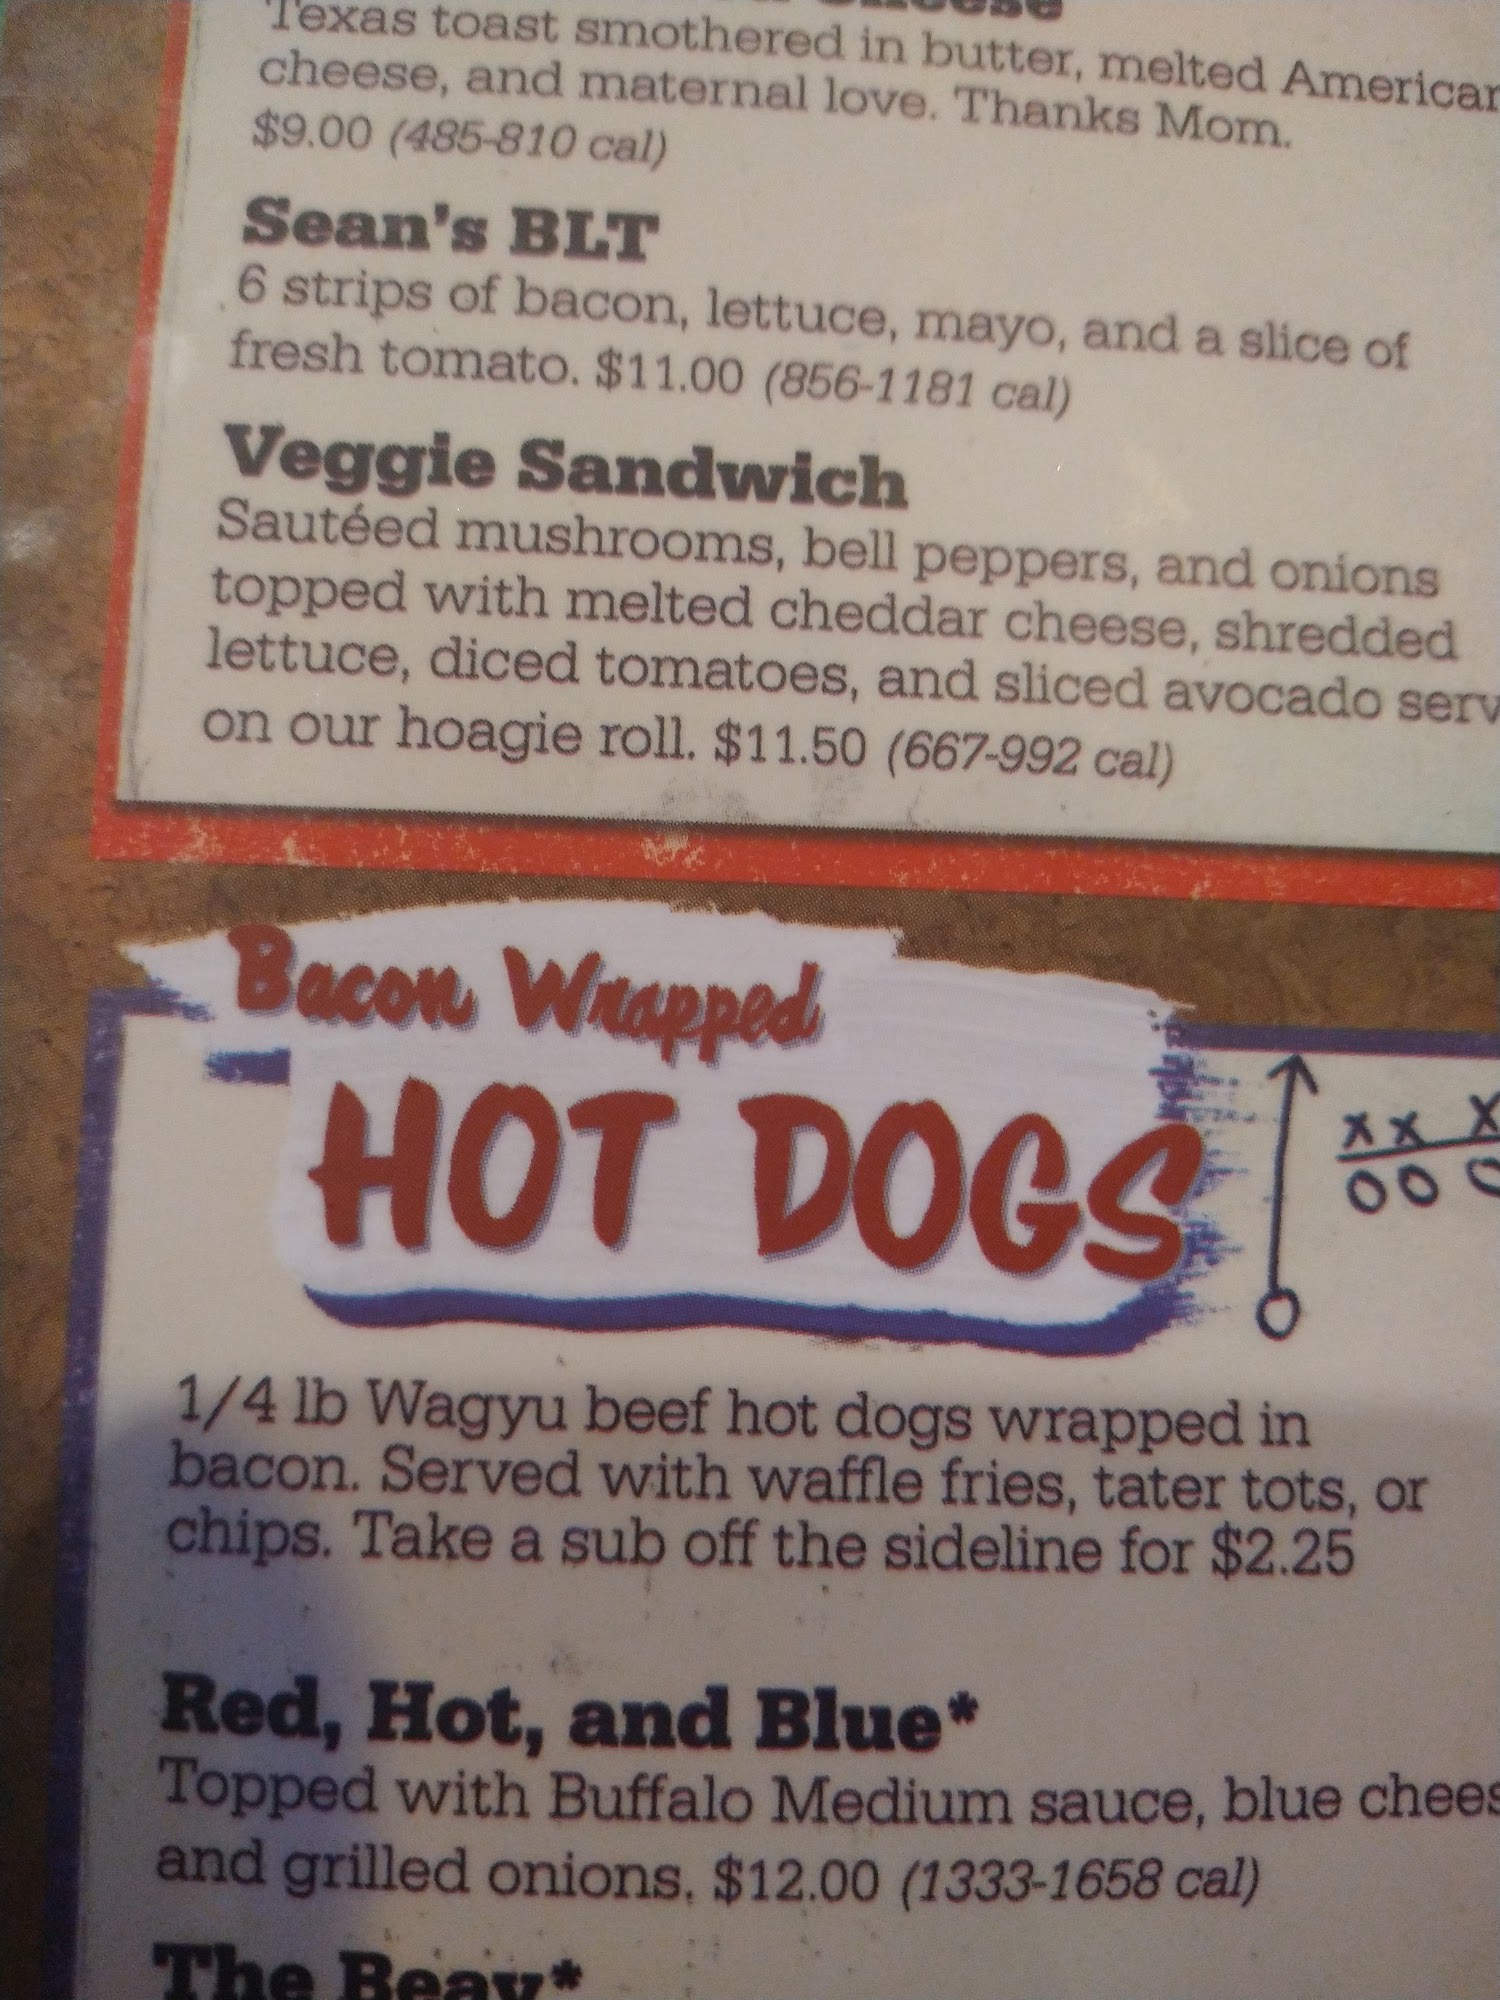 Cheese
Texas toast smothered in butter, melted American
cheese, and maternal love. Thanks Mom.
$9.00 (485-810 cal)
Sean's BLT
6 strips of bacon, lettuce, mayo, and a slice of
fresh tomato. $11.00 (856-1181 cal)
Veggie Sandwich
Sautéed mushrooms, bell peppers, and onions
topped with melted cheddar cheese, shredded
lettuce, diced tomatoes, and sliced avocado serv
on our hoagie roll. $11.50 (667-992 cal)
Bacon Wrapped
HOT DOGS
x x x
o o o
1/4 lb Wagyu beef hot dogs wrapped in
bacon. Served with waffle fries, tater tots, or
chips. Take a sub off the sideline for $2.25
Red, Hot, and Blue*
Topped with Buffalo Medium sauce, blue chees
and grilled onions. $12.00 (1333-1658 cal)
The Beav*